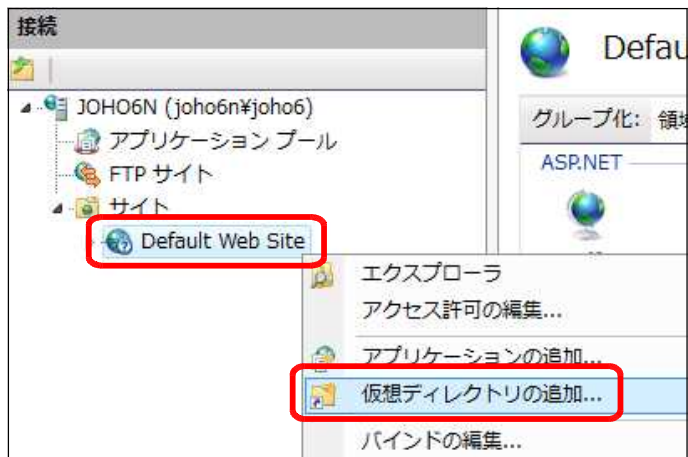 接続
Defau
JOHO6N (joho6n¥joho6)
アプリケーション プール
FTP サイト
サイト
Default Web Site
グループ化:
ASP.NET
エクスプローラ
アクセス許可の編集...
アプリケーションの追加...
仮想ディレクトリの追加...
バインドの編集...